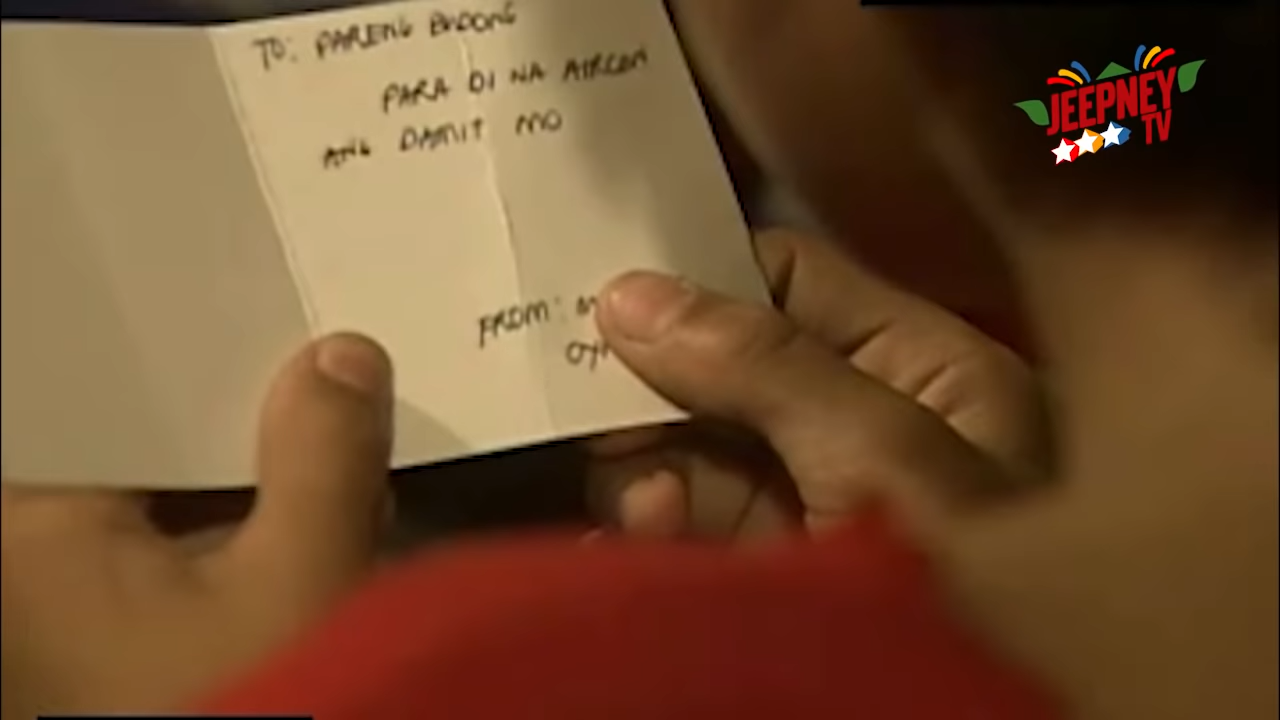 TO: PARENG BADONG
PARA DI NA AIRCON
ANG DAMIT MO
FROM:
JEEPNEY
TV